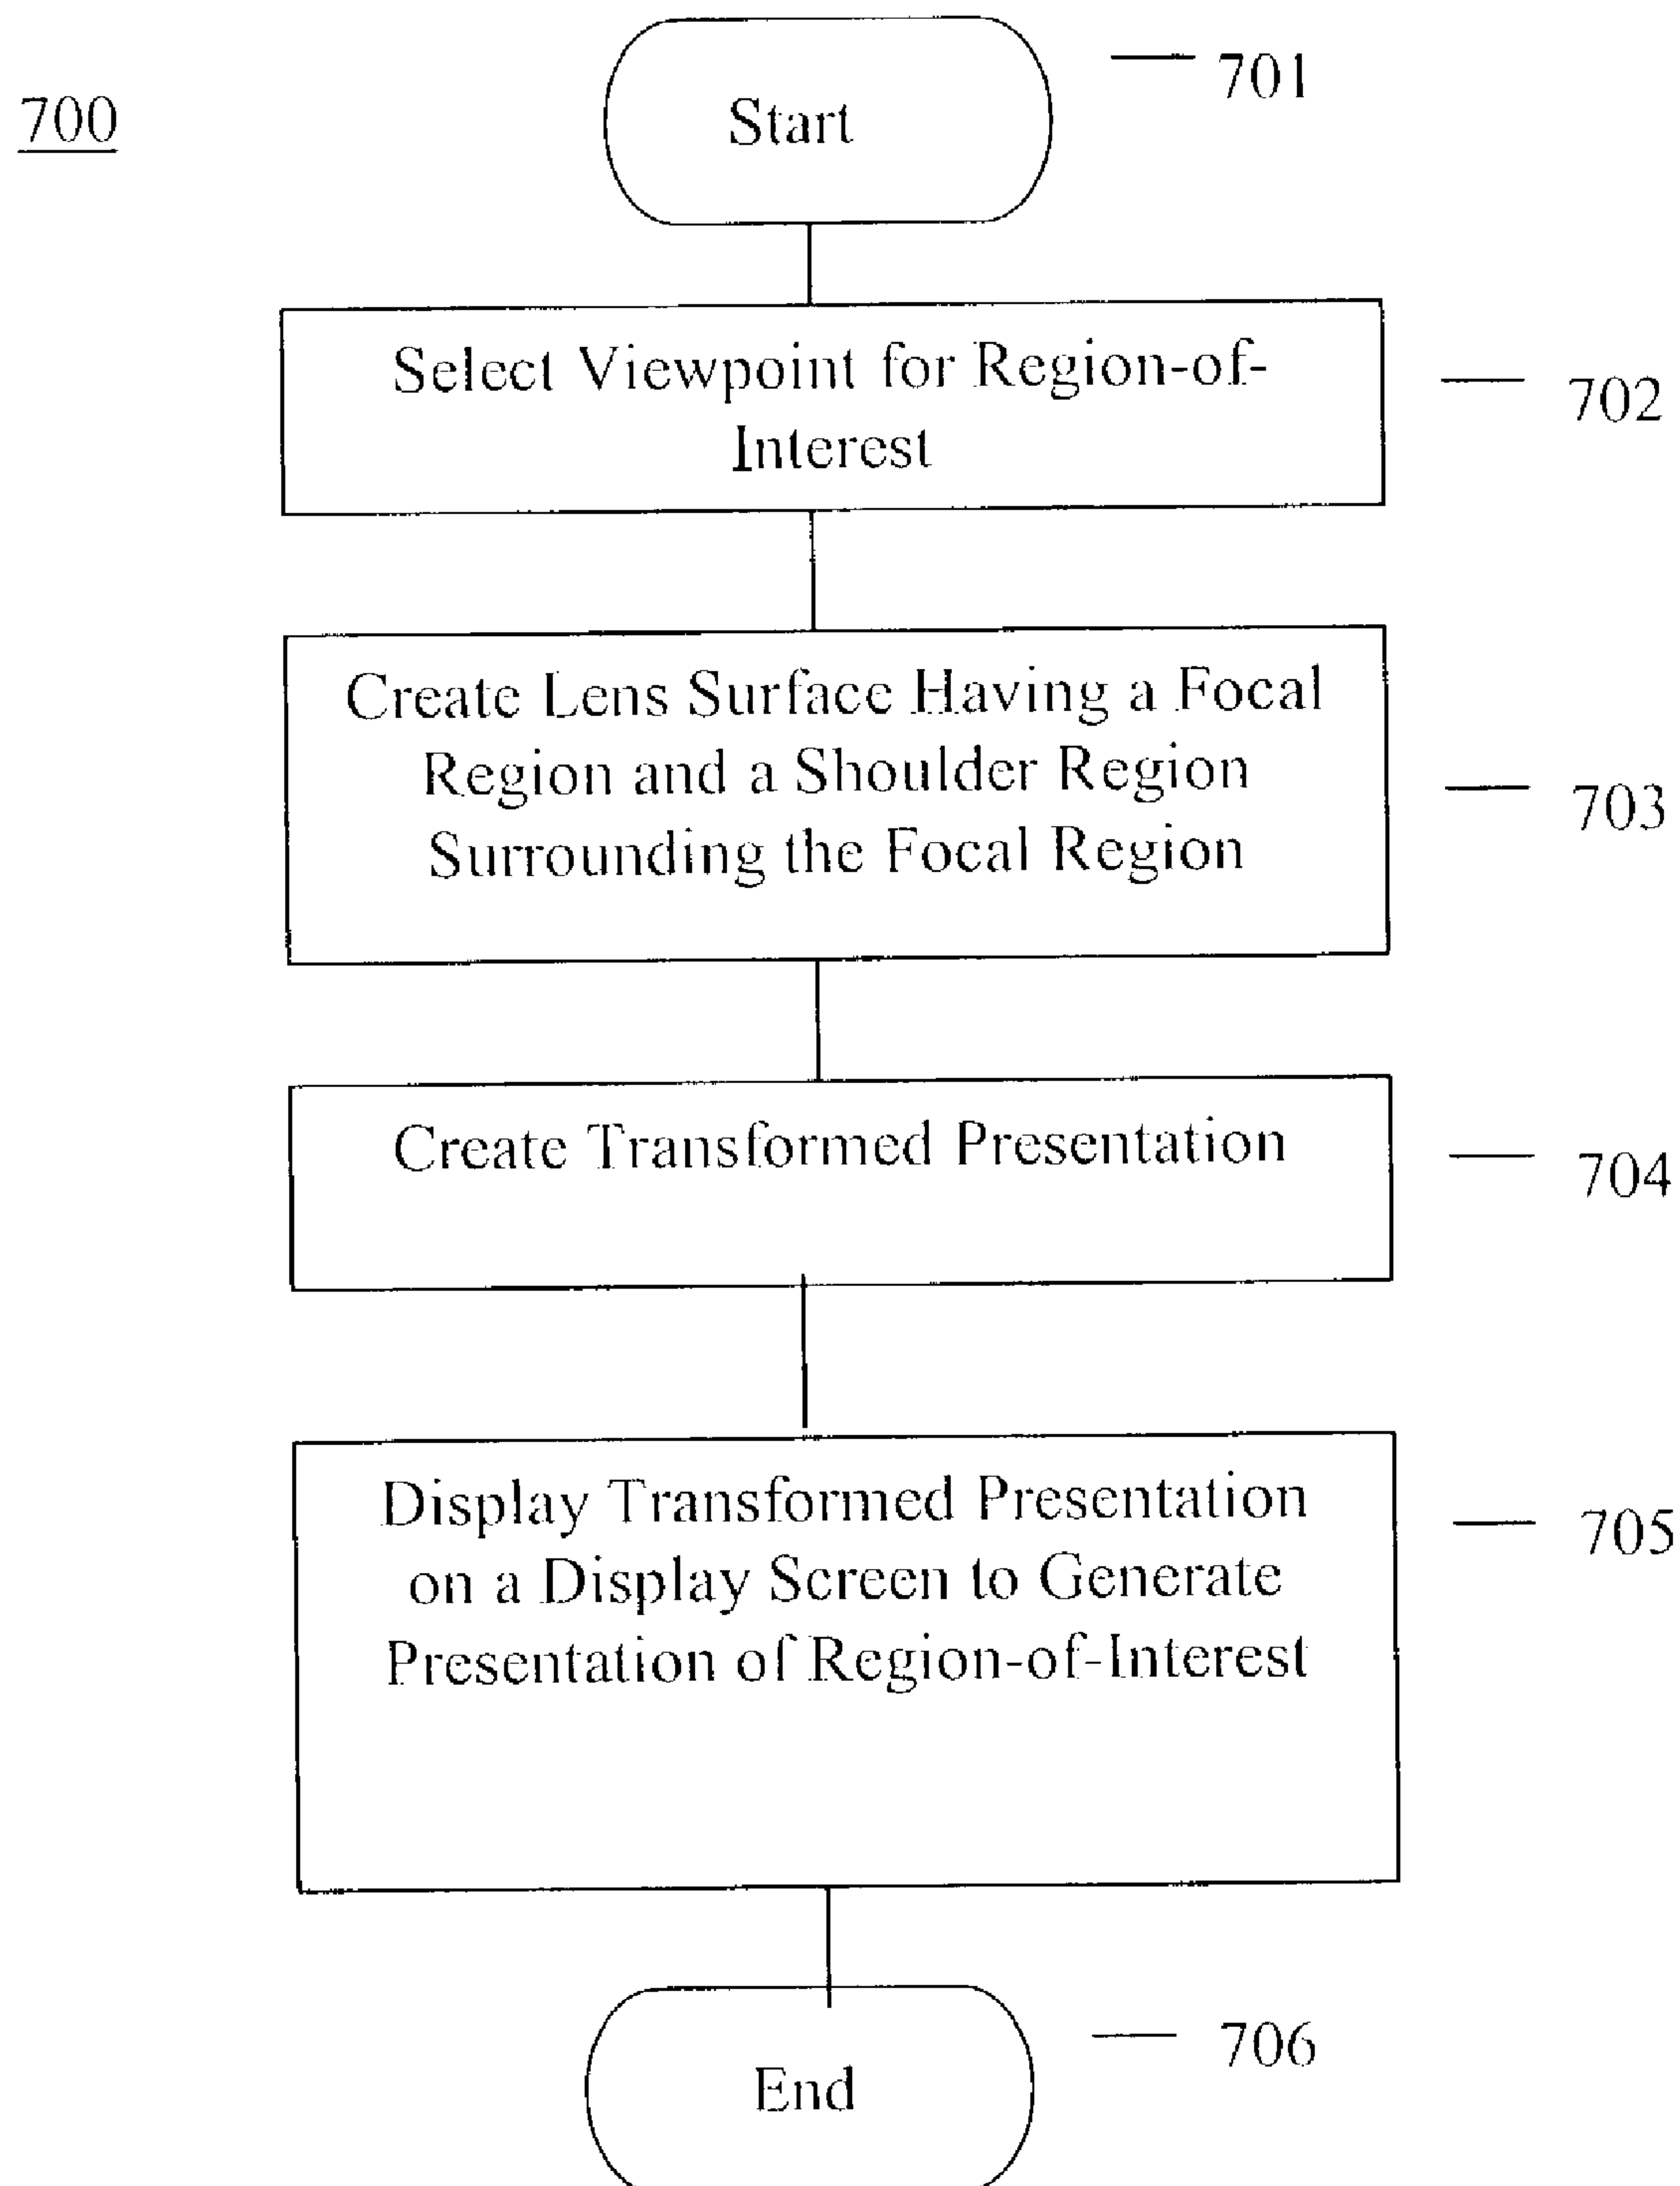 700
Start
701
Select Viewpoint for Region-of-
Interest
702
Create Lens Surface Having a Focal
Region and a Shoulder Region
Surrounding the Focal Region
703
Create Transformed Presentation
704
Display Transformed Presentation
on a Display Screen to Generate
Presentation of Region-of-Interest
705
End
706